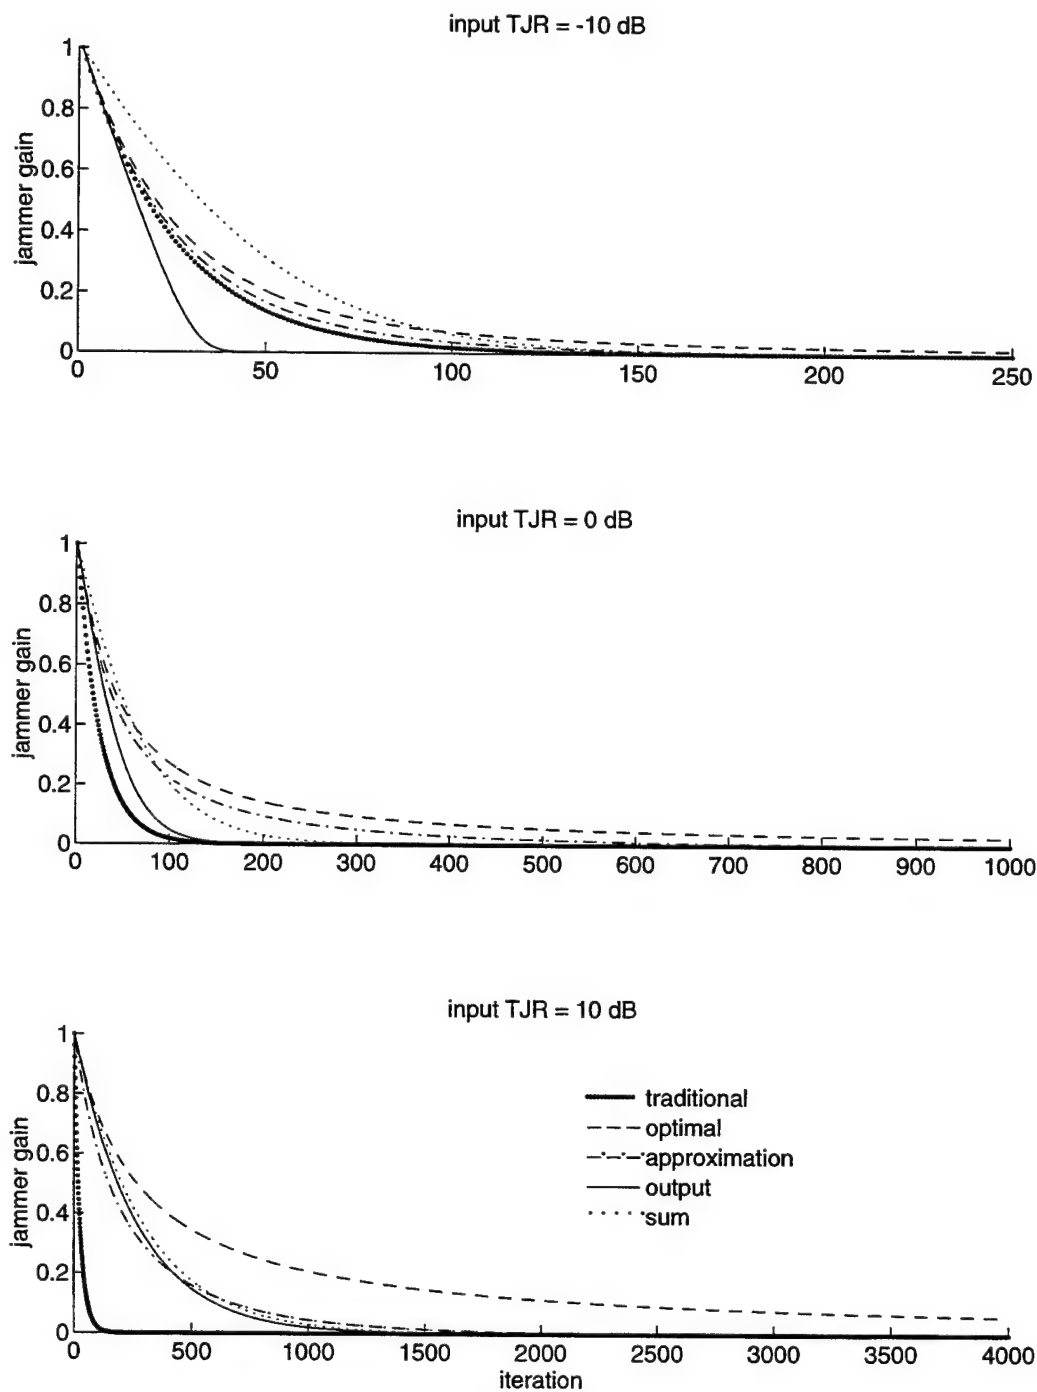 input TJR = -10 dB
jammer gain
1
0.8
0.6
0.4
0.2
0
0 50 100 150 200 250
input TJR = 0 dB
jammer gain
1
0.8
0.6
0.4
0.2
0
0 100 200 300 400 500 600 700 800 900 1000
input TJR = 10 dB
jammer gain
1
0.8
0.6
0.4
0.2
0
traditional
optimal
approximation
output
sum
0 500 1000 1500 2000 2500 3000 3500 4000
iteration